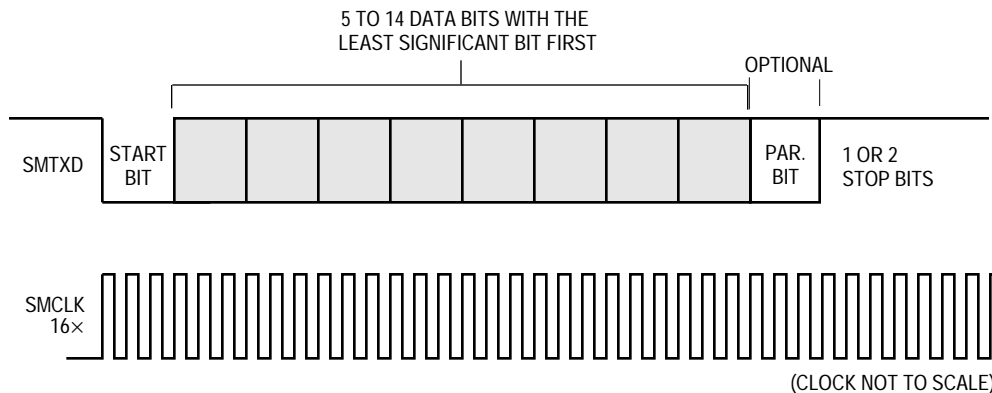 5 TO 14 DATA BITS WITH THE
LEAST SIGNIFICANT BIT FIRST
OPTIONAL
SMTXD
START
BIT
PAR.
BIT
1 OR 2
STOP BITS
SMCLK
16×
(CLOCK NOT TO SCALE)